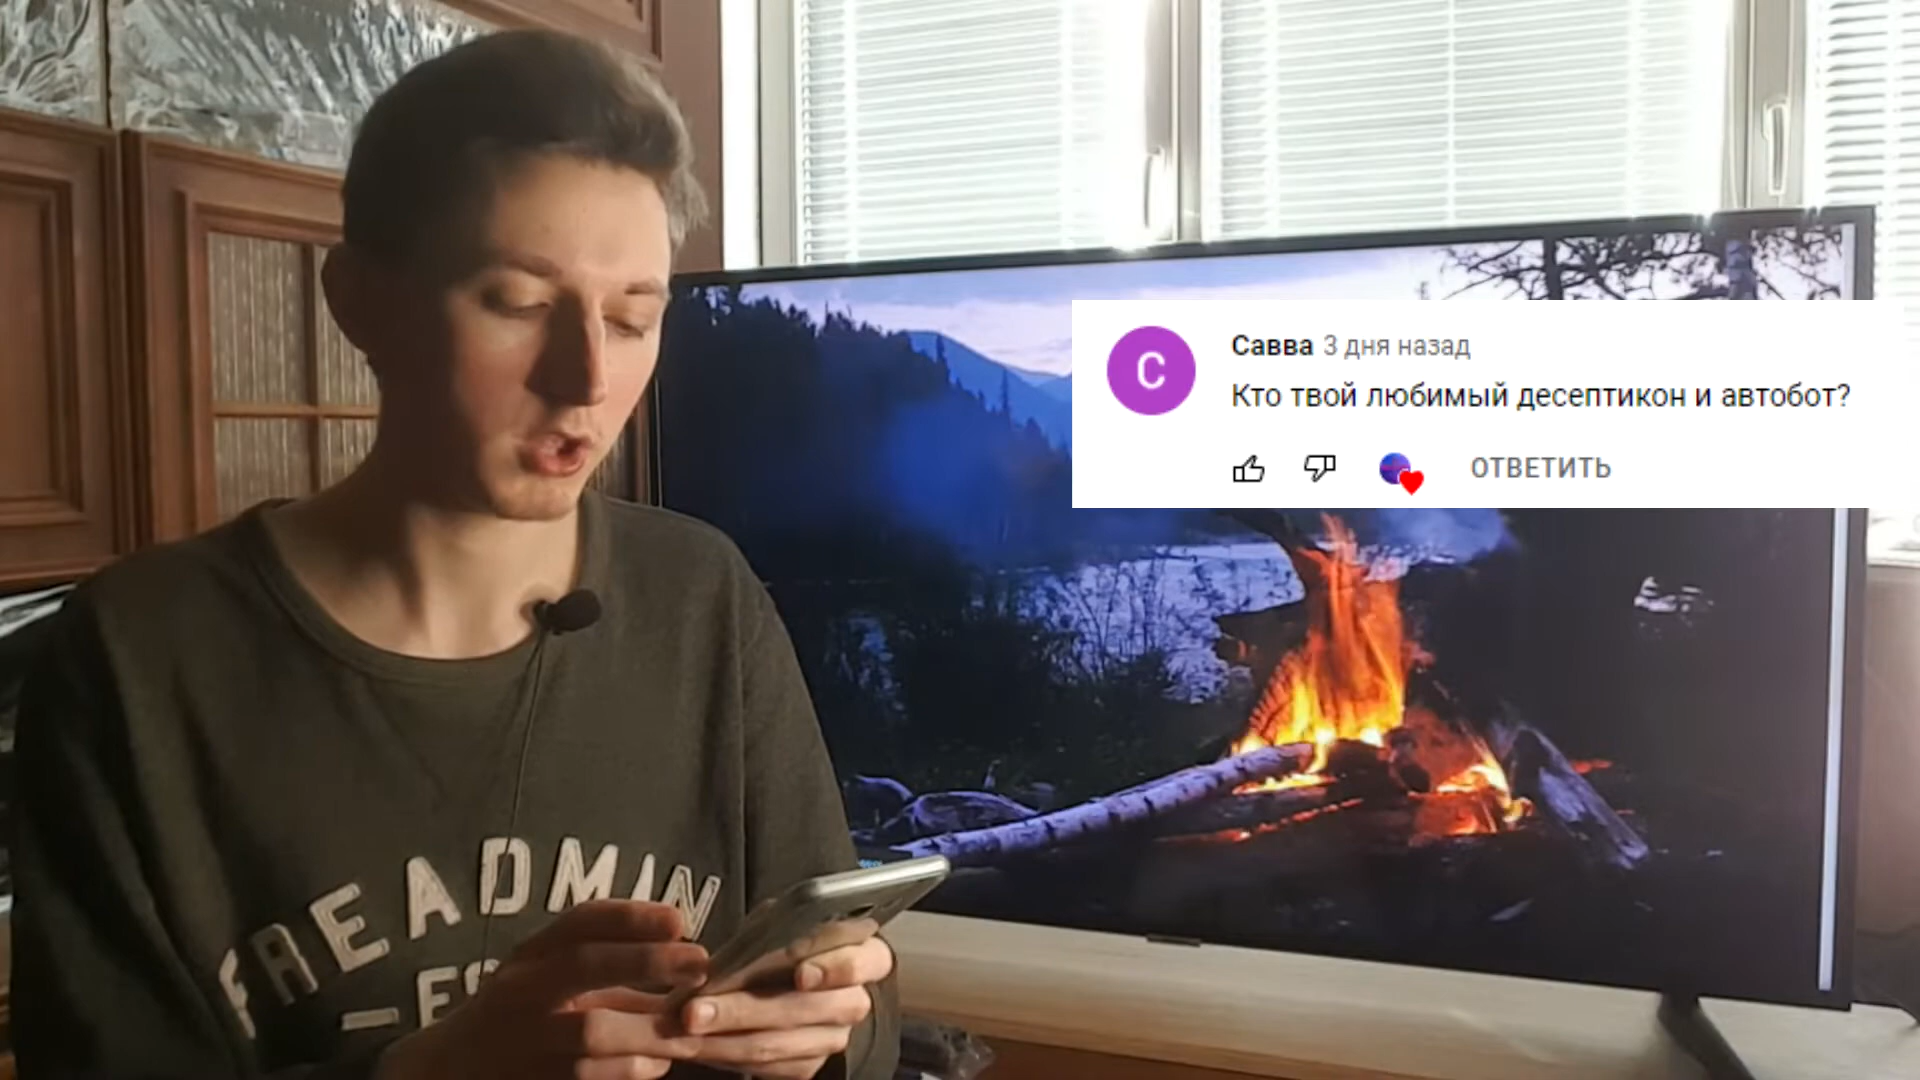 Савва 3 дня назад
С
Кто твой любимый десептикон и автобот?
ОТВЕТИТЬ
FREADMIN